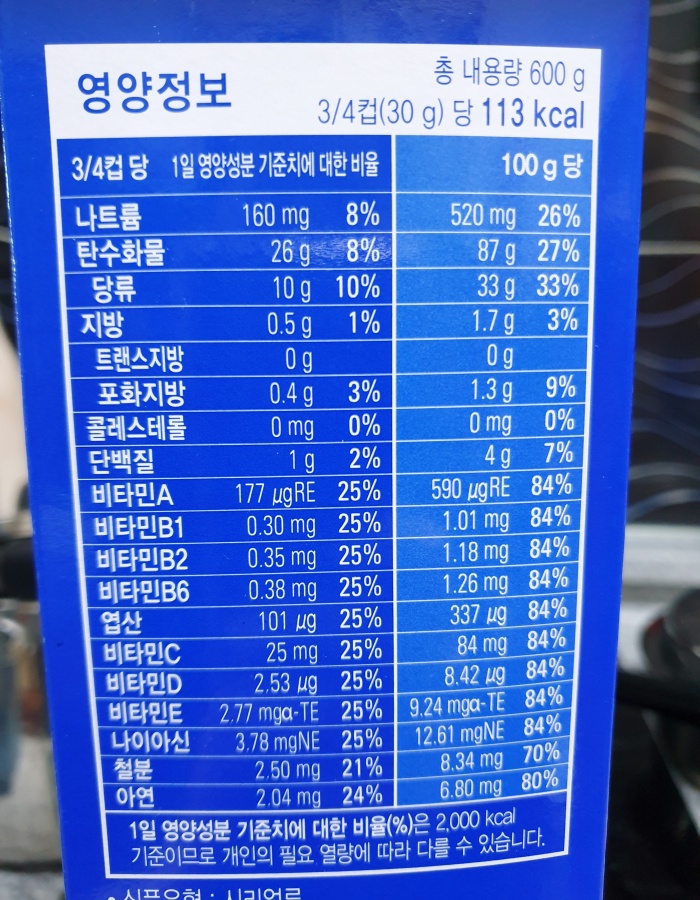 영양정보
총 내용량 600 g
3/4컵(30 g) 당 113 kcal
3/4컵 당 1일 영양성분 기준치에 대한 비율 100 g 당
나트륨 160 mg 8% 520 mg 26%
탄수화물 26 g 8% 87 g 27%
당류 10 g 10% 33 g 33%
지방 0.5 g 1% 1.7 g 3%
트랜스지방 0 g 0 g
포화지방 0.4 g 3% 1.3 g 9%
콜레스테롤 0 mg 0% 0 mg 0%
단백질 1 g 2% 4 g 7%
비타민A 177 μgRE 25% 590 μgRE 84%
비타민B1 0.30 mg 25% 1.01 mg 84%
비타민B2 0.35 mg 25% 1.18 mg 84%
비타민B6 0.38 mg 25% 1.26 mg 84%
엽산 101 μg 25% 337 μg 84%
비타민C 25 mg 25% 84 mg 84%
비타민D 2.53 μg 25% 8.42 μg 84%
비타민E 2.77 mgα-TE 25% 9.24 mgα-TE 84%
나이아신 3.78 mgNE 25% 12.61 mgNE 84%
철분 2.50 mg 21% 8.34 mg 70%
아연 2.04 mg 24% 6.80 mg 80%
1일 영양성분 기준치에 대한 비율(%)은 2,000 kcal
기준이므로 개인의 필요 열량에 따라 다를 수 있습니다.
• 식품유형 : 시리얼류